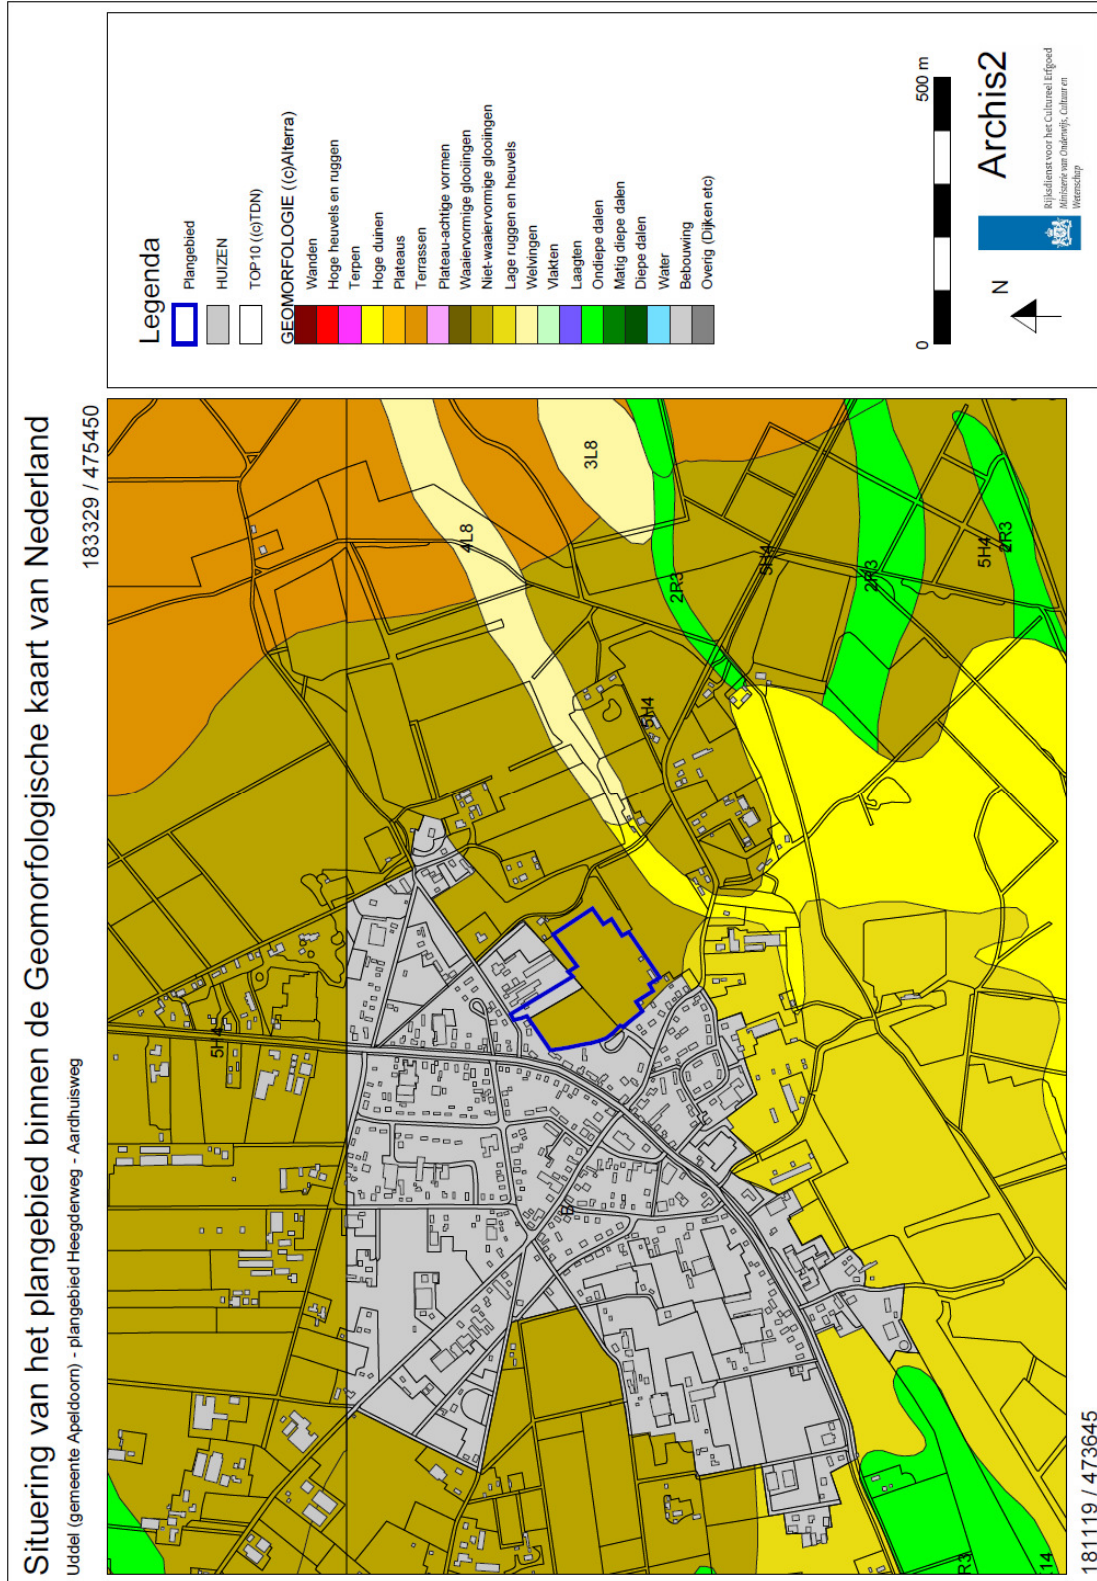 Situering van het plangebied binnen de Geomorfologische kaart van Nederland
Uddel (gemeente Apeldoorn) - plangebied Heegderweg - Aardhuisweg
183329 / 475450
5H4
4L8
3L8
2R3
5H4
5H4
2R3
5H4
2R3
B
R3
14
181119 / 473645
Legenda
Plangebied
HUIZEN
TOP10 ((c)TDN)
GEOMORFOLOGIE ((c)Alterra)
Wanden
Hoge heuvels en ruggen
Terpen
Hoge duinen
Plateaus
Terrassen
Plateau-achtige vormen
Waaiervormige glooiingen
Niet-waaiervormige glooiingen
Lage ruggen en heuvels
Welvingen
Vlakten
Laagten
Ondiepe dalen
Matig diepe dalen
Diepe dalen
Water
Bebouwing
Overig (Dijken etc)
0
500 m
N
Archis2
Rijksdienst voor het Cultureel Erfgoed
Ministerie van Onderwijs, Cultuur en
Wetenschap